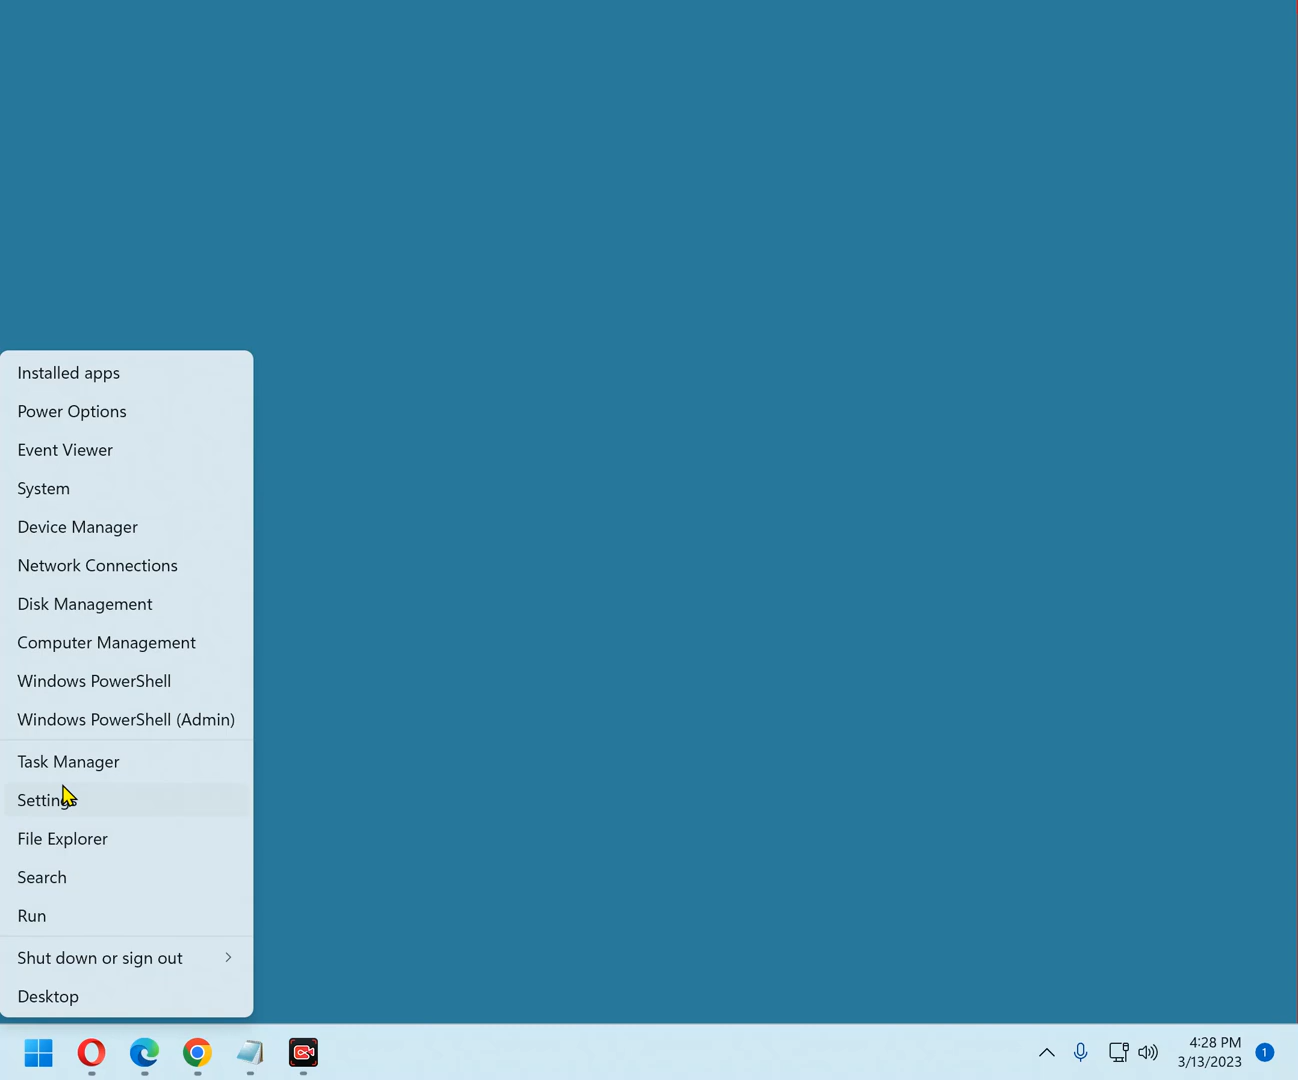 Installed apps
Power Options
Event Viewer
System
Device Manager
Network Connections
Disk Management
Computer Management
Windows PowerShell
Windows PowerShell (Admin)
Task Manager
Settings
File Explorer
Search
Run
Shut down or sign out
Desktop
4:28 PM
3/13/2023
1